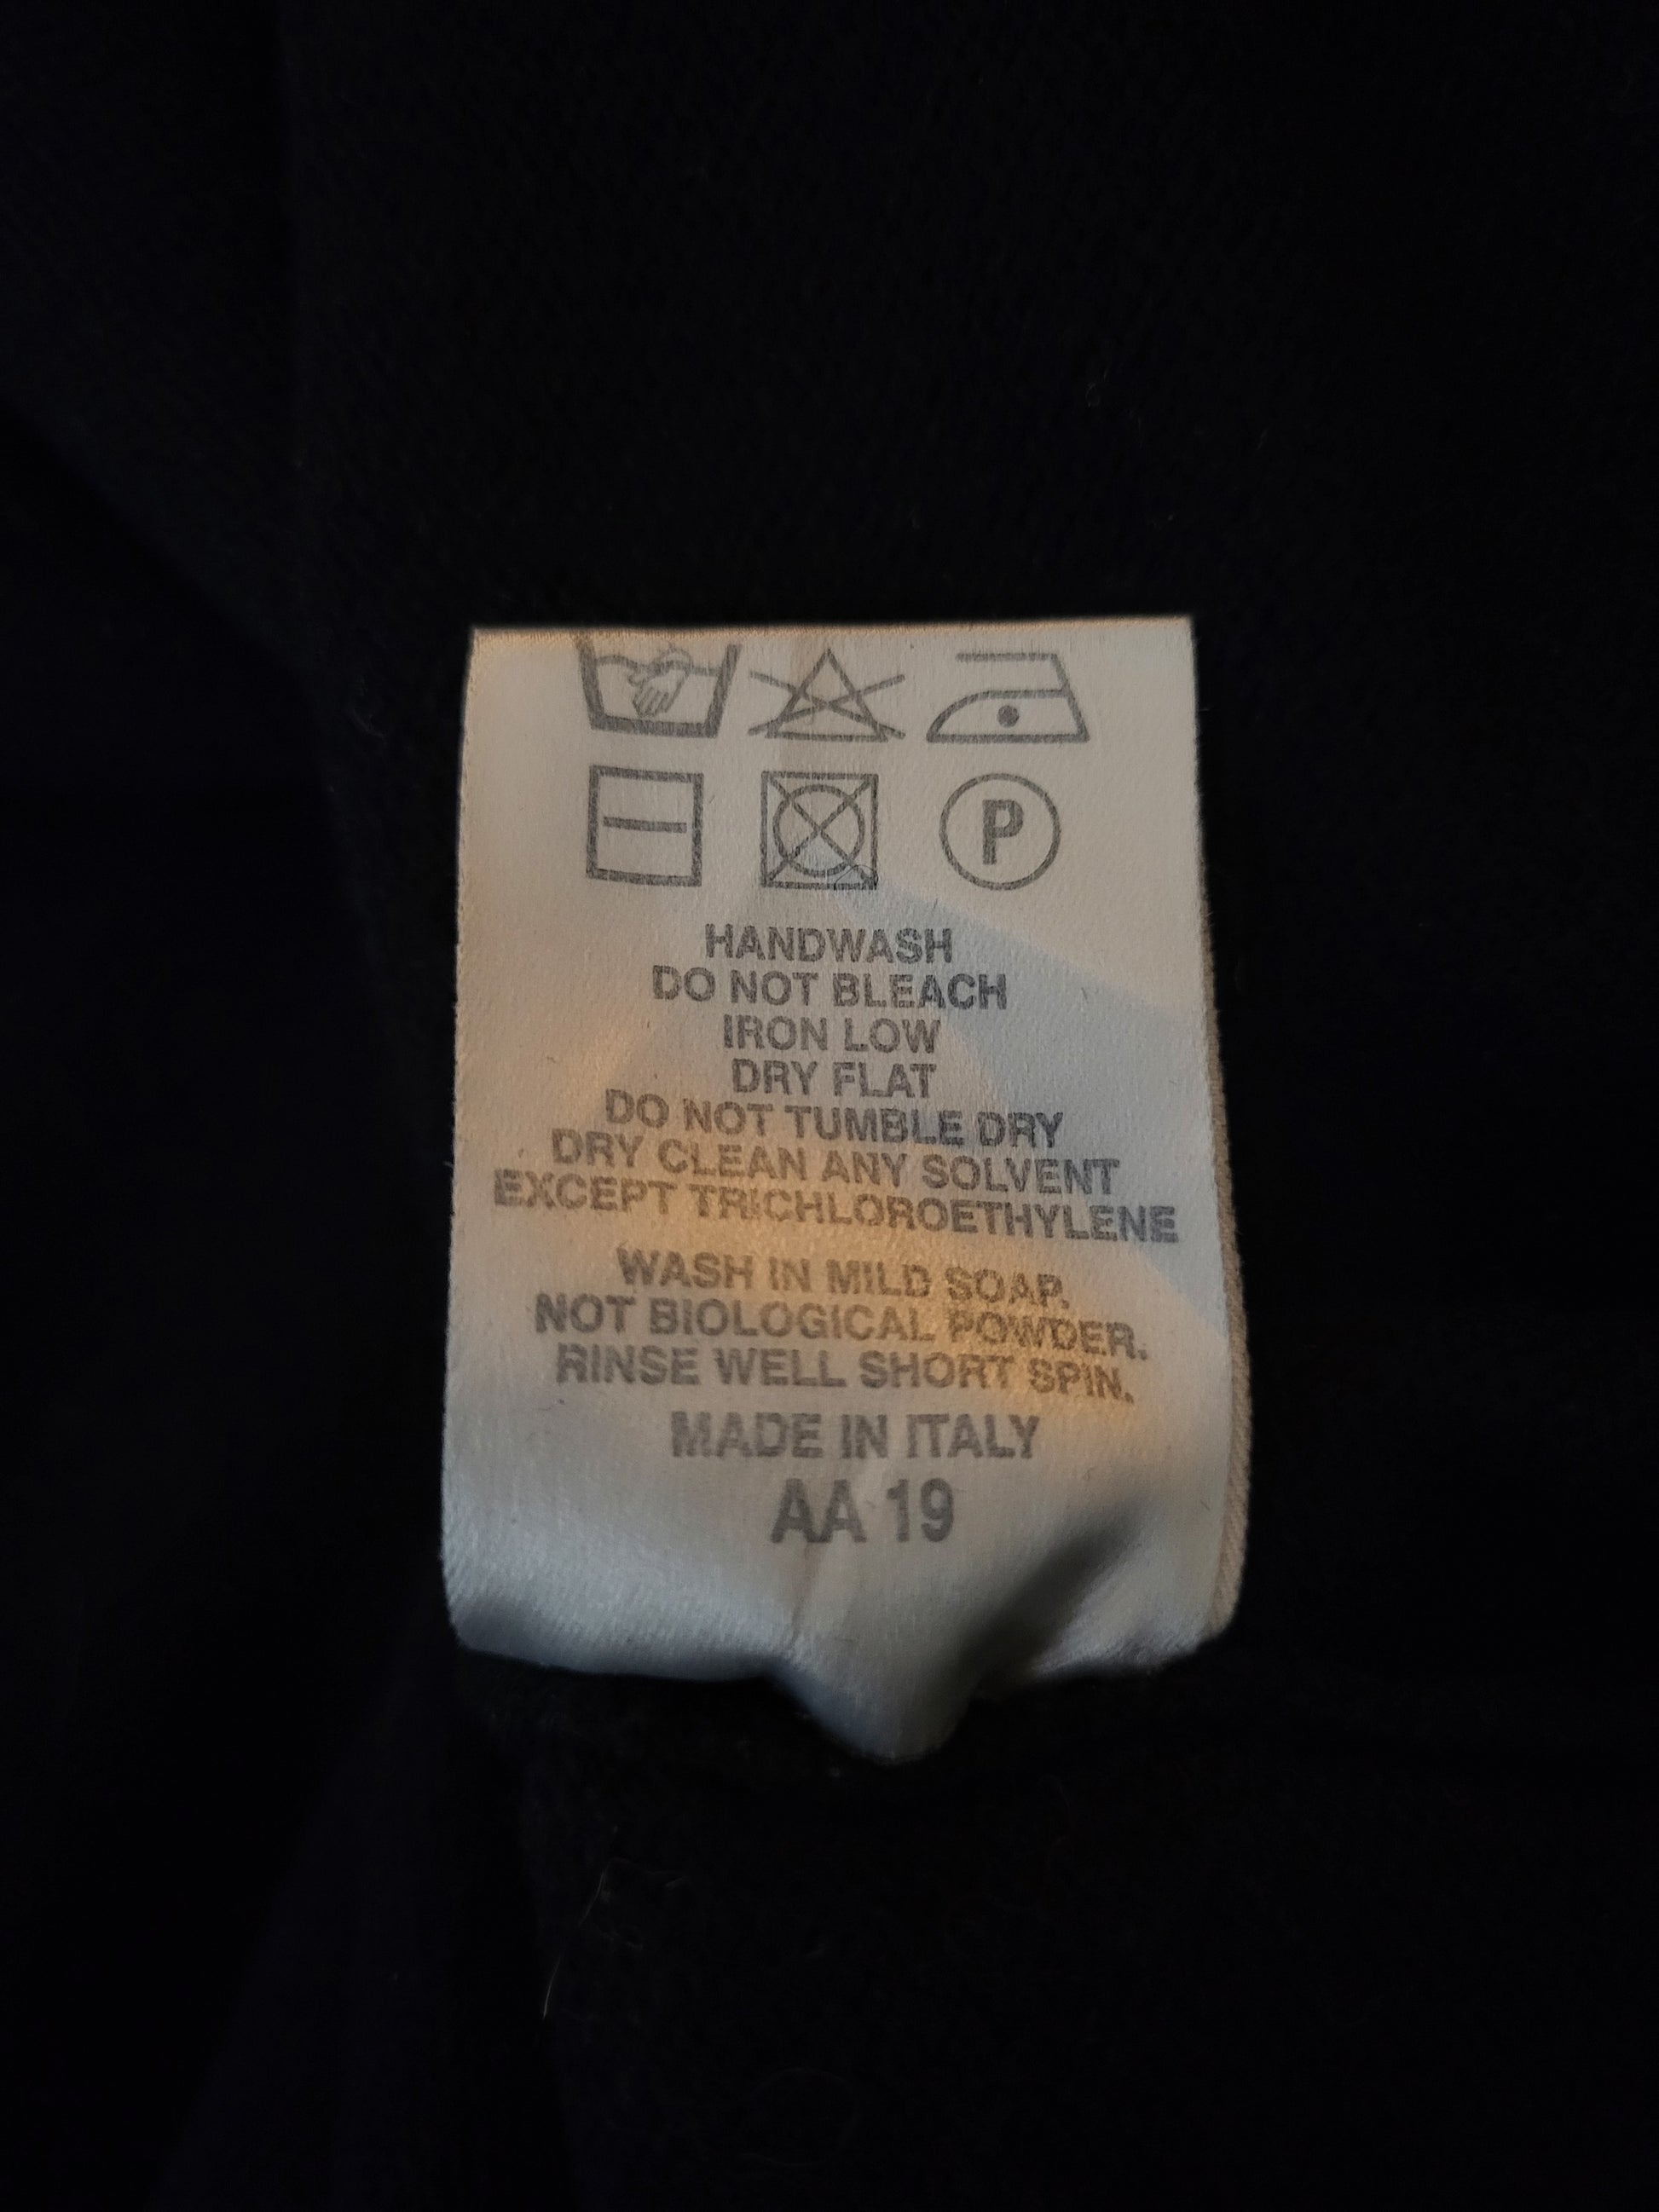 P
HANDWASH
DO NOT BLEACH
IRON LOW
DRY FLAT
DO NOT TUMBLE DRY
DRY CLEAN ANY SOLVENT
EXCEPT TRICHLOROETHYLENE
WASH IN MILD SOAP.
NOT BIOLOGICAL POWDER.
RINSE WELL SHORT SPIN.
MADE IN ITALY
AA 19